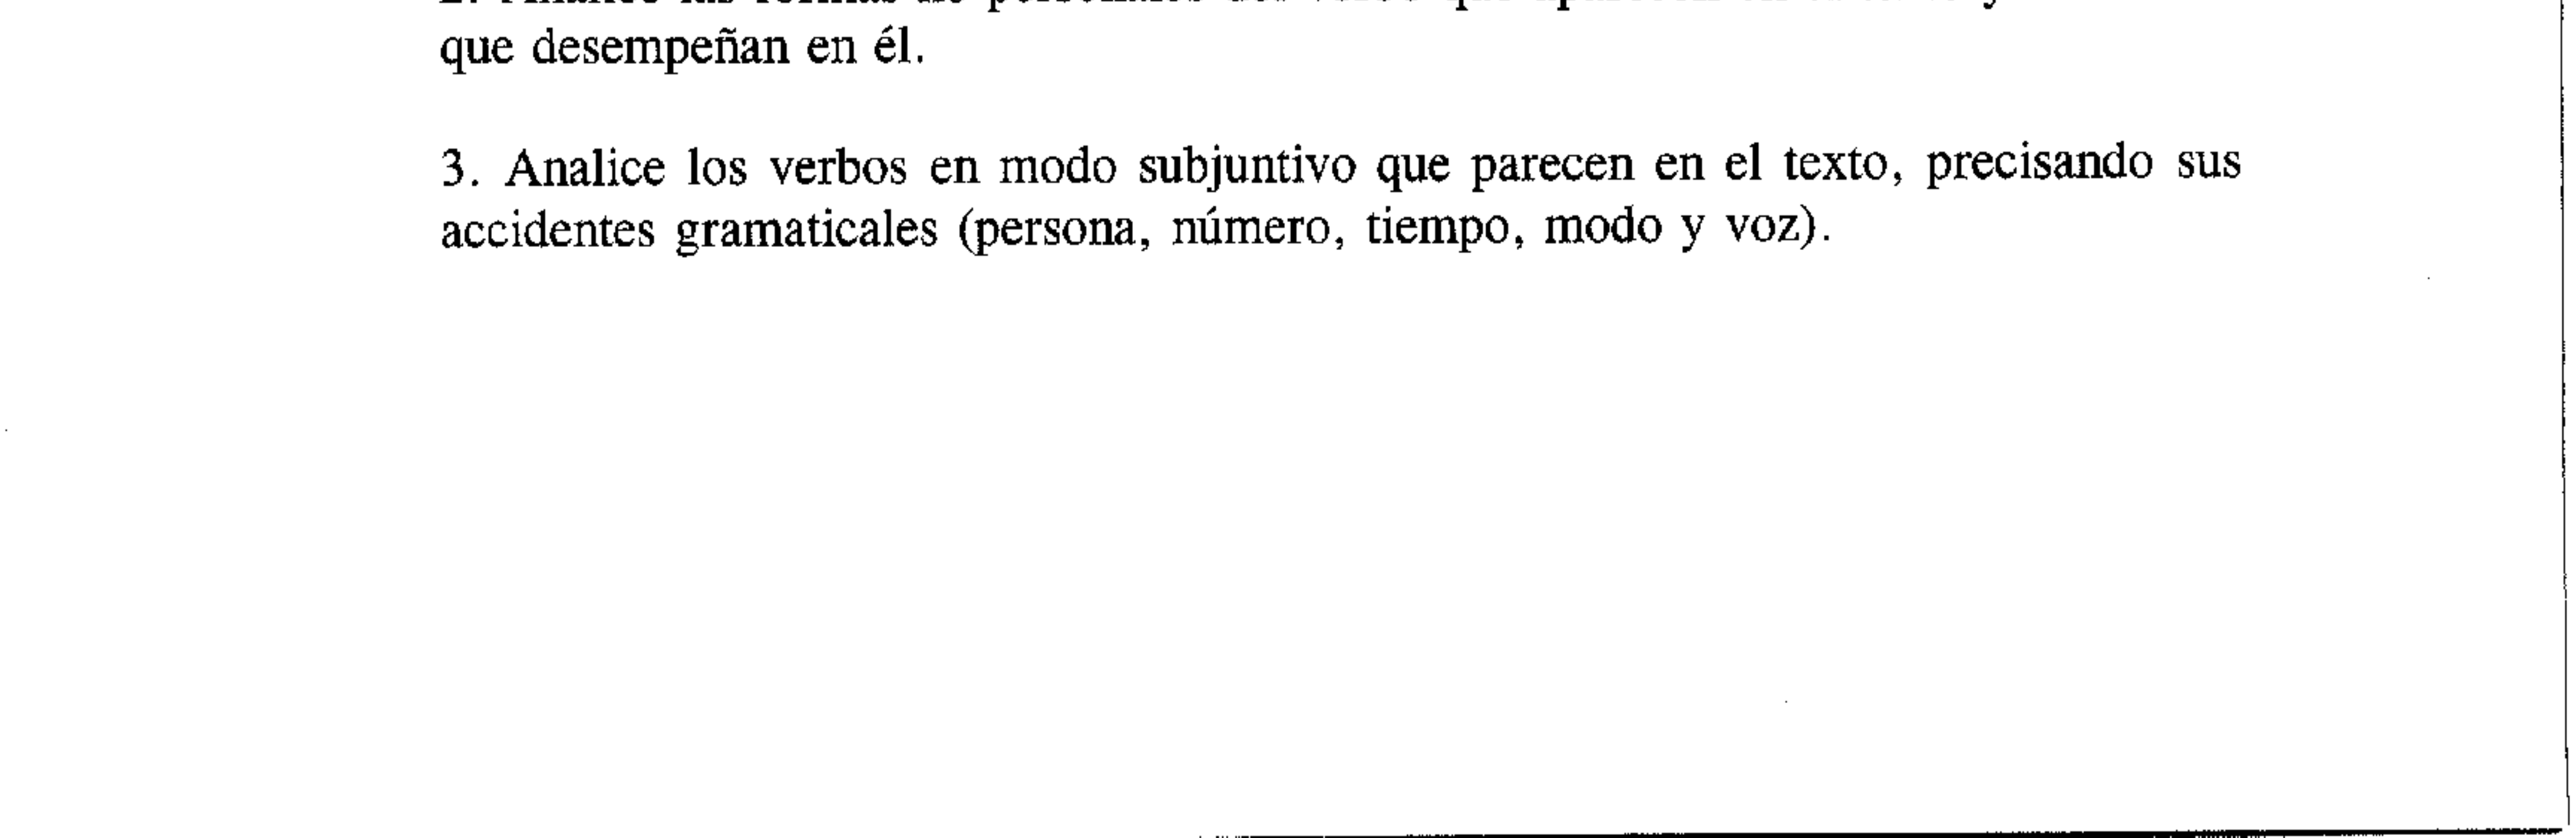 que desempeñan en él.
3. Analice los verbos en modo subjuntivo que parecen en el texto, precisando sus
accidentes gramaticales (persona, número, tiempo, modo y voz).